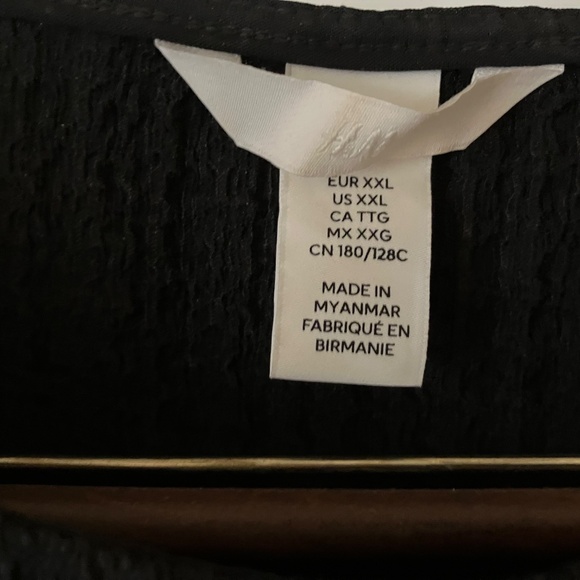 H&M
EUR XXL
US XXL
CA TTG
MX XXG
CN 180/128C
MADE IN
MYANMAR
FABRIQUÉ EN
BIRMANIE